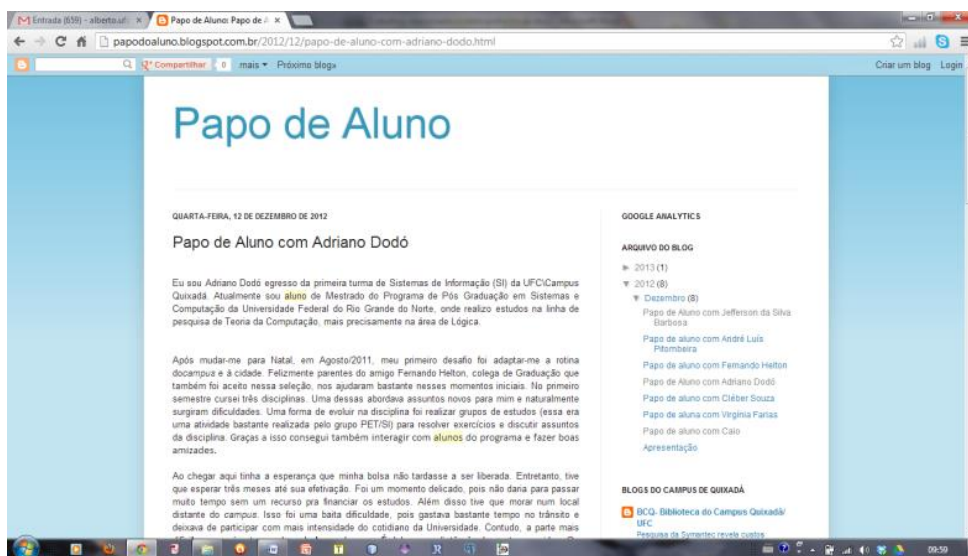 Entrada (659) - alberto.uf
Papo de Aluno: Papo de A
papodoaluno.blogspot.com.br/2012/12/papo-de-aluno-com-adriano-dodo.html
Compartilhar 0 mais Próximo blog»
Criar um blog Login
Papo de Aluno
QUARTA-FEIRA, 12 DE DEZEMBRO DE 2012
Papo de Aluno com Adriano Dodó
Eu sou Adriano Dodó egresso da primeira turma de Sistemas de Informação (SI) da UFC\Campus
Quixadá. Atualmente sou aluno de Mestrado do Programa de Pós Graduação em Sistemas e
Computação da Universidade Federal do Rio Grande do Norte, onde realizo estudos na linha de
pesquisa de Teoria da Computação, mais precisamente na área de Lógica.
Após mudar-me para Natal, em Agosto/2011, meu primeiro desafio foi adaptar-me a rotina
docampus e á cidade. Felizmente parentes do amigo Fernando Helton, colega de Graduação que
também foi aceito nessa seleção, nos ajudaram bastante nesses momentos iniciais. No primeiro
semestre cursei três disciplinas. Uma dessas abordava assuntos novos para mim e naturalmente
surgiram dificuldades. Uma forma de evoluir na disciplina foi realizar grupos de estudos (essa era
uma atividade bastante realizada pelo grupo PET/SI) para resolver exercícios e discutir assuntos
da disciplina. Graças a isso consegui também interagir com alunos do programa e fazer boas
amizades.
Ao chegar aqui tinha a esperança que minha bolsa não tardasse a ser liberada. Entretanto, tive
que esperar três meses até sua efetivação. Foi um momento delicado, pois não daria para passar
muito tempo sem um recurso pra financiar os estudos. Além disso tive que morar num local
distante do campus. Isso foi uma baita dificuldade, pois gastava bastante tempo no trânsito e
deixava de participar com mais intensidade do cotidiano da Universidade. Contudo, a parte mais
GOOGLE ANALYTICS
ARQUIVO DO BLOG
► 2013 (1)
▼ 2012 (8)
▼ Dezembro (8)
Papo de Aluno com Jefferson da Silva
Barbosa
Papo de aluno com André Luís
Pitombeira
Papo de aluno com Fernando Helton
Papo de Aluno com Adriano Dodó
Papo de aluno com Cléber Souza
Papo de aluna com Virgínia Farias
Papo de aluno com Caio
Apresentação
BLOGS DO CAMPUS DE QUIXADÁ
BCQ- Biblioteca do Campus Quixadá/
UFC
Pesquisa da Symantec revela custos
09:59